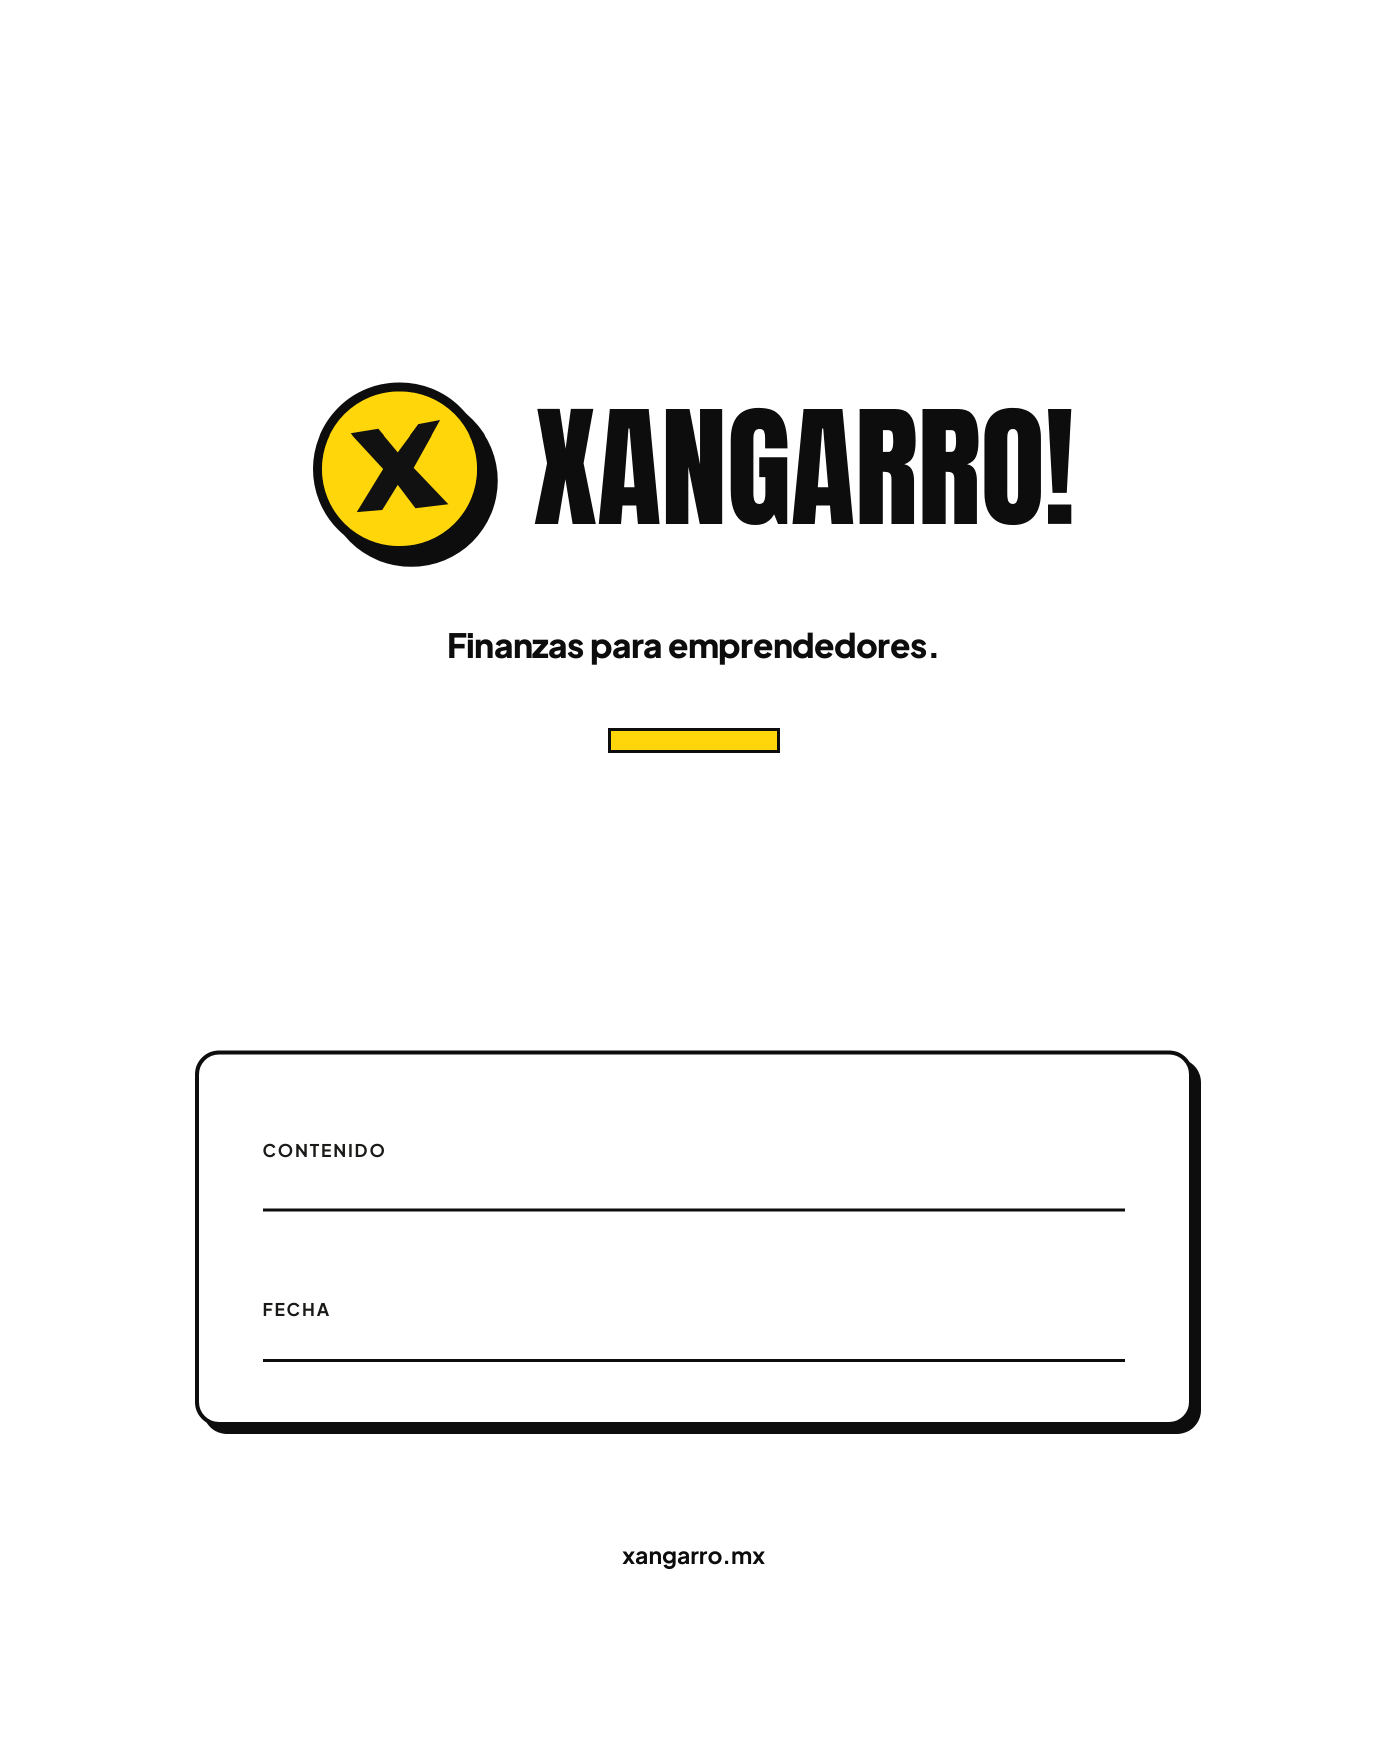 X XANGARRO!
Finanzas para emprendedores.
CONTENIDO
FECHA
xangarro.mx